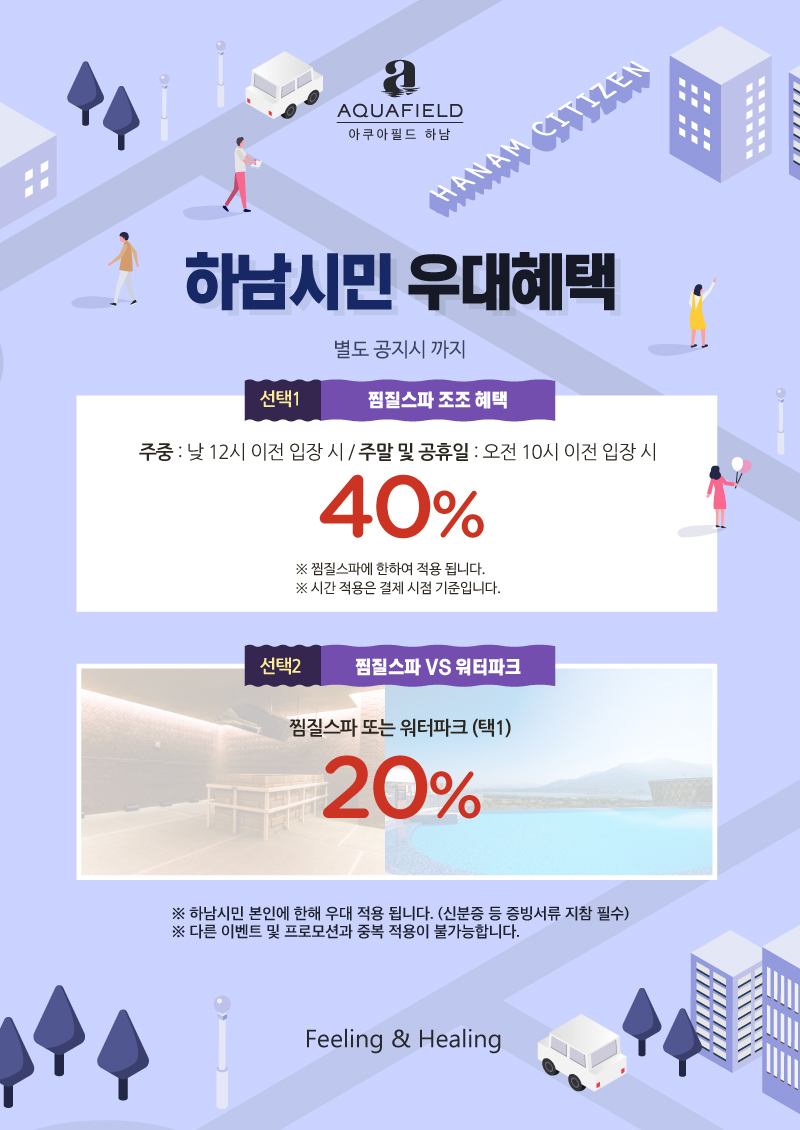 a
AQUAFIELD
아쿠아필드 하남
HANAM CITIZEN
하남시민 우대혜택
별도 공지시 까지
선택1
찜질스파 조조 혜택
주중 : 낮 12시 이전 입장 시 / 주말 및 공휴일 : 오전 10시 이전 입장 시
40%
※ 찜질스파에 한하여 적용 됩니다.
※ 시간 적용은 결제 시점 기준입니다.
선택2
찜질스파 VS 워터파크
찜질스파 또는 워터파크 (택1)
20%
※ 하남시민 본인에 한해 우대 적용 됩니다. (신분증 등 증빙서류 지참 필수)
※ 다른 이벤트 및 프로모션과 중복 적용이 불가능합니다.
Feeling & Healing